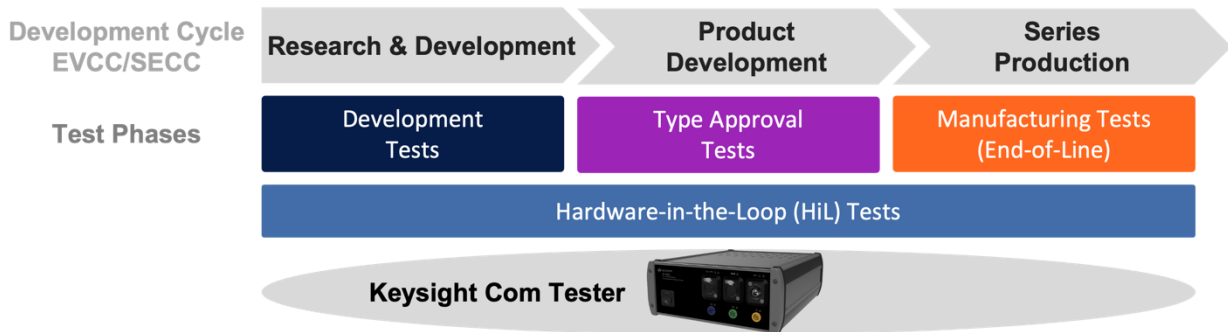 Development Cycle
EVCC/SECC
Research & Development
Product
Development
Series
Production
Test Phases
Development
Tests
Type Approval
Tests
Manufacturing Tests
(End-of-Line)
Hardware-in-the-Loop (HiL) Tests
Keysight Com Tester